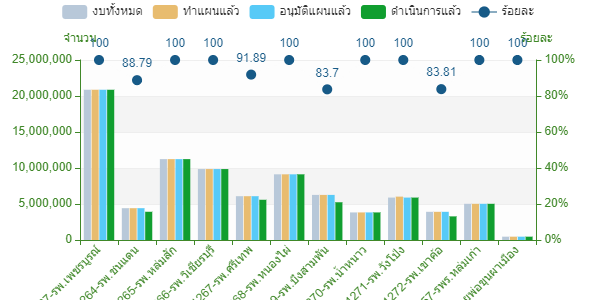 งบทั้งหมด ทำแผนแล้ว อนุมัติแผนแล้ว ดำเนินการแล้ว ร้อยละ
จำนวน ร้อยละ
100 88.79 100 100 91.89 100 83.7 100 100 83.81 100 100
25,000,000 100%
20,000,000 80%
15,000,000 60%
10,000,000 40%
5,000,000 20%
0 0%
7-รพ.เพชรบูรณ์
264-รพ.ชนแดน
265-รพ.หล่มสัก
66-รพ.วิเชียรบุรี
1267-รพ.ศรีเทพ
68-รพ.หนองไผ่
9-รพ.บึงสามพัน
270-รพ.น้ำหนาว
1271-รพ.วังโป่ง
1272-รพ.เขาค้อ
57-รพร.หล่มเก่า